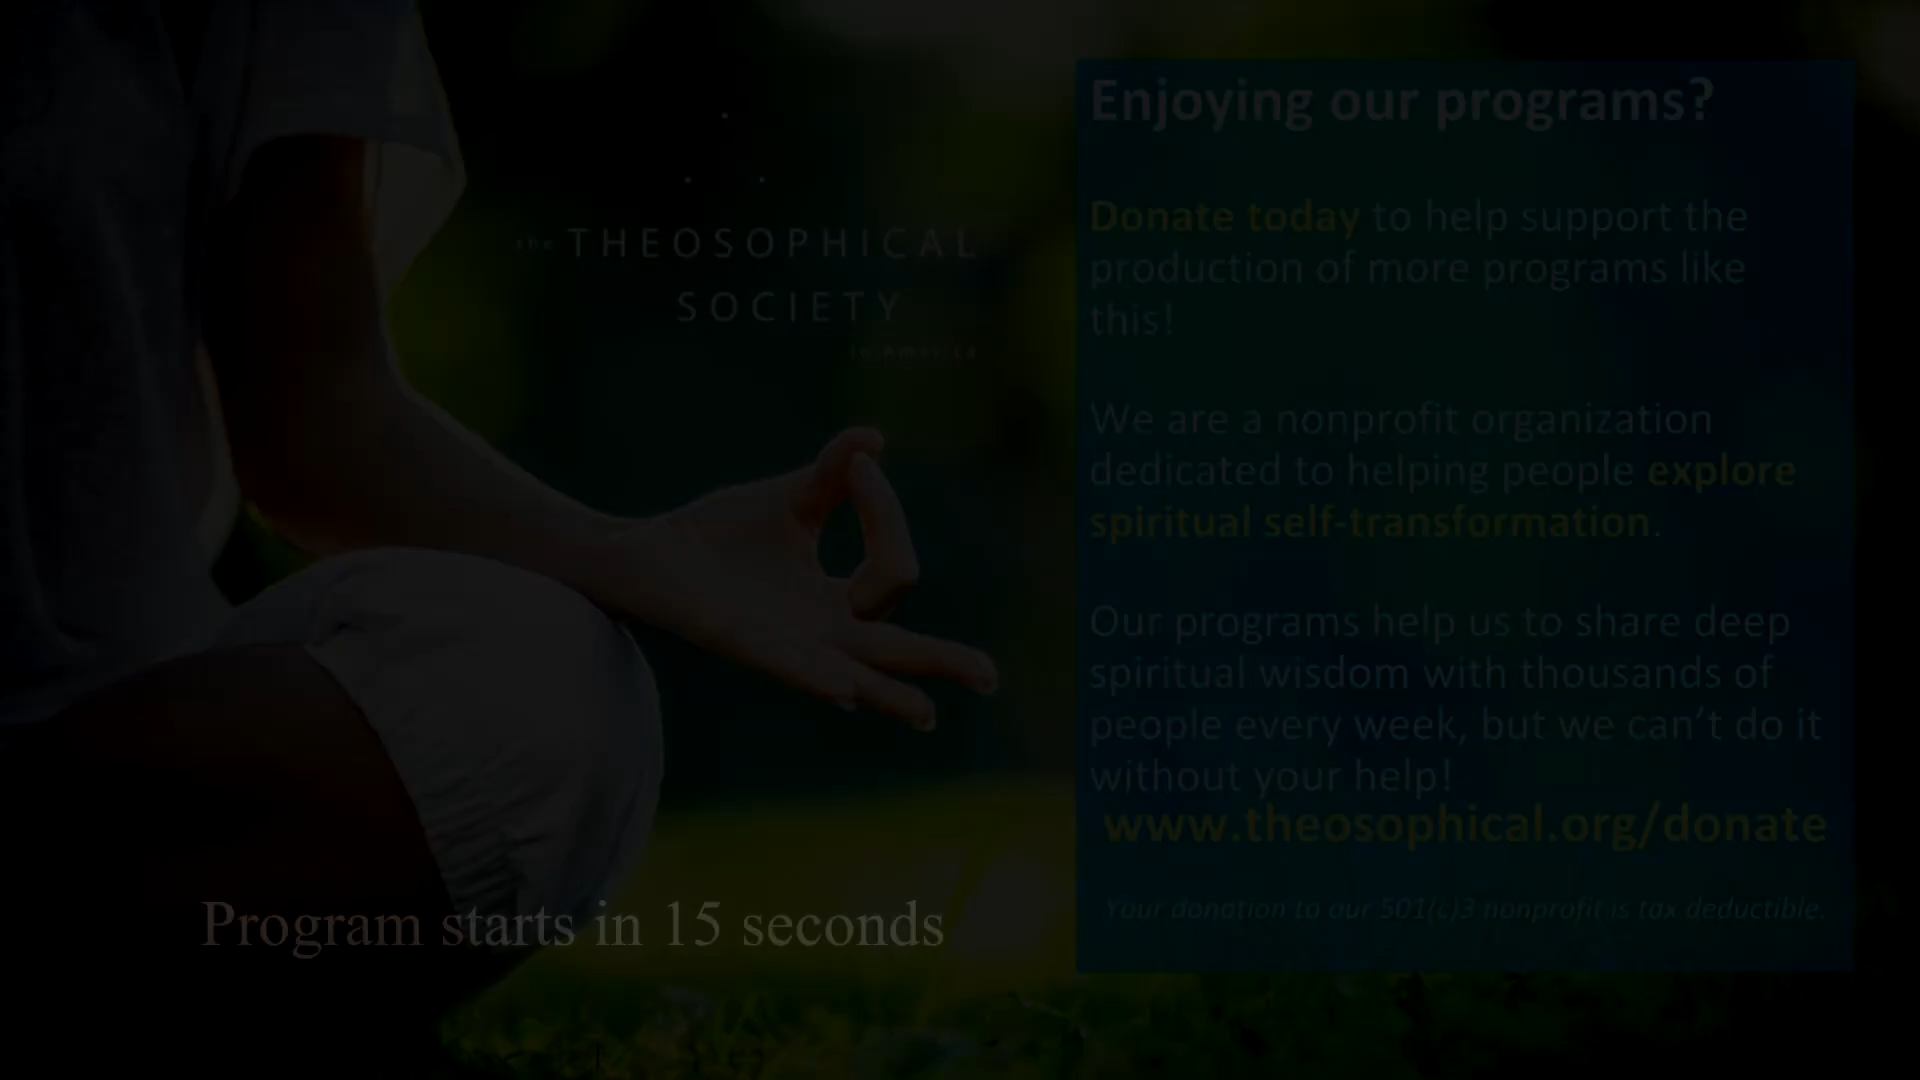 the THEOSOPHICAL
SOCIETY
in America
Enjoying our programs?
Donate today to help support the
production of more programs like
this!
We are a nonprofit organization
dedicated to helping people explore
spiritual self-transformation.
Our programs help us to share deep
spiritual wisdom with thousands of
people every week, but we can't do it
without your help!
www.theosophical.org/donate
Your donation to our 501(c)3 nonprofit is tax deductible.
Program starts in 15 seconds